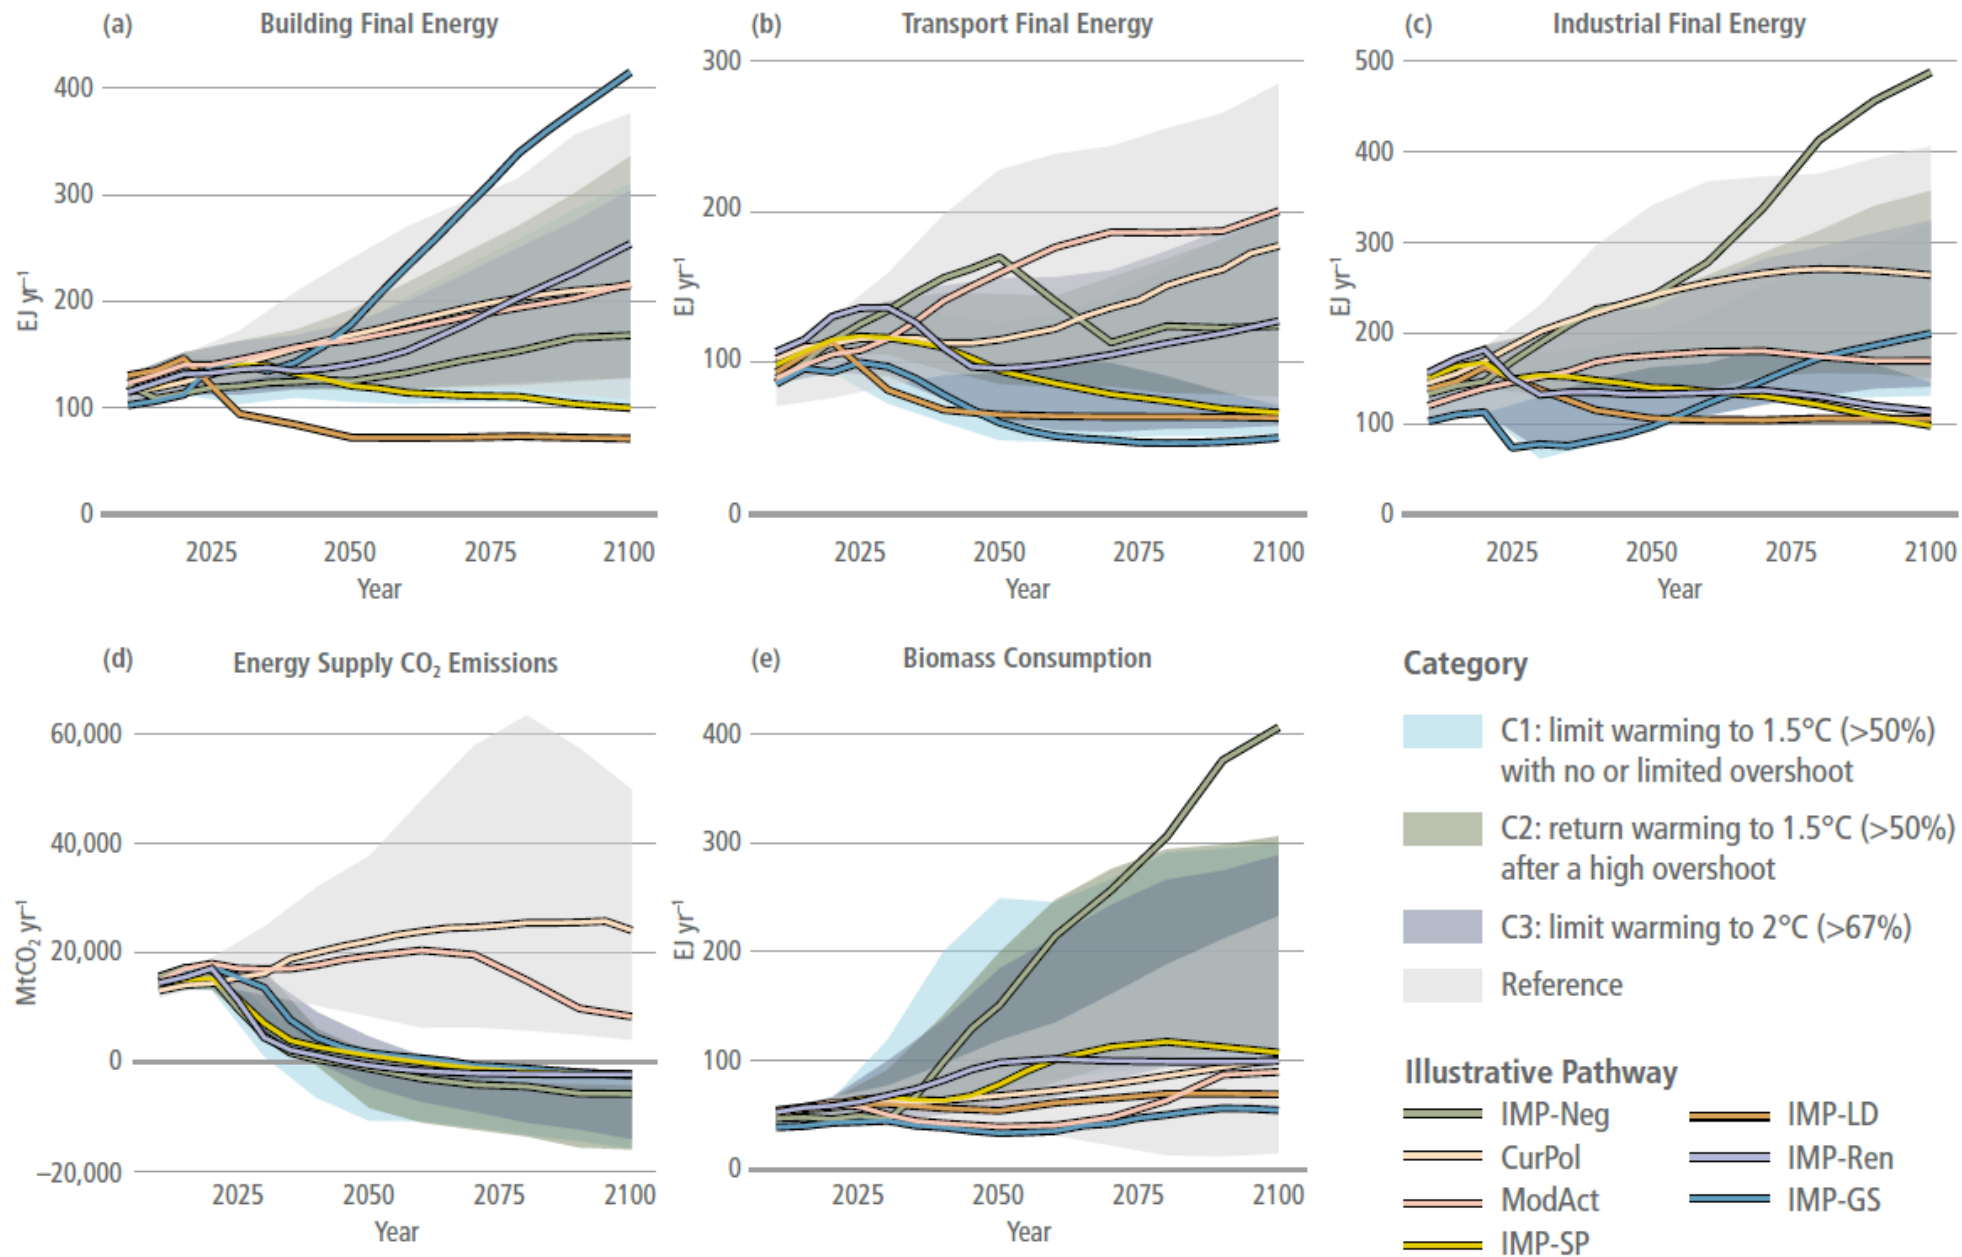 (a) Building Final Energy
400
300
200
100
0
EJ yr⁻¹
2025 2050 2075 2100
Year
(b) Transport Final Energy
300
200
100
0
EJ yr⁻¹
2025 2050 2075 2100
Year
(c) Industrial Final Energy
500
400
300
200
100
0
EJ yr⁻¹
2025 2050 2075 2100
Year
(d) Energy Supply CO₂ Emissions
60,000
40,000
20,000
0
–20,000
MtCO₂ yr⁻¹
2025 2050 2075 2100
Year
(e) Biomass Consumption
400
300
200
100
0
EJ yr⁻¹
2025 2050 2075 2100
Year
Category
C1: limit warming to 1.5°C (>50%)
with no or limited overshoot
C2: return warming to 1.5°C (>50%)
after a high overshoot
C3: limit warming to 2°C (>67%)
Reference
Illustrative Pathway
IMP-Neg
CurPol
ModAct
IMP-SP
IMP-LD
IMP-Ren
IMP-GS